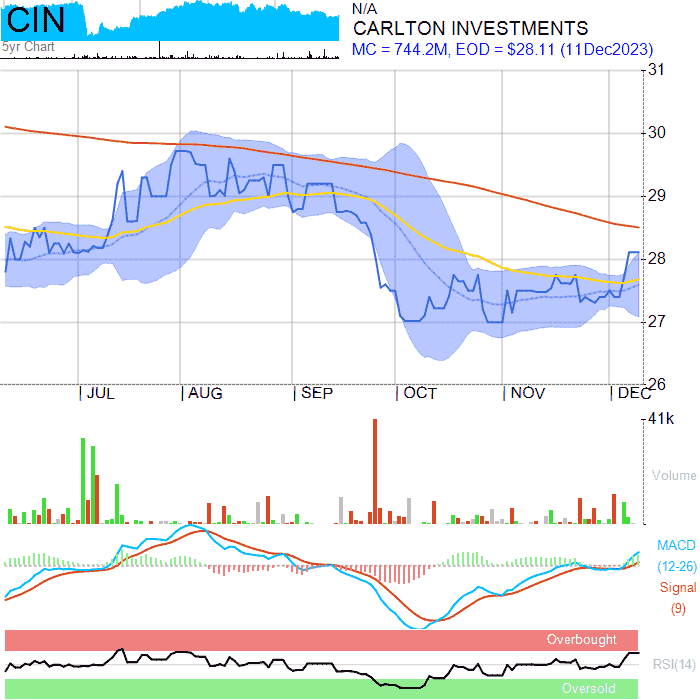 CIN
5yr Chart
N/A
CARLTON INVESTMENTS
MC = 744.2M, EOD = $28.11 (11Dec2023)
31
30
29
28
27
26
JUL AUG SEP OCT NOV DEC
41k
Volume
MACD
(12-26)
Signal
(9)
Overbought
RSI(14)
Oversold